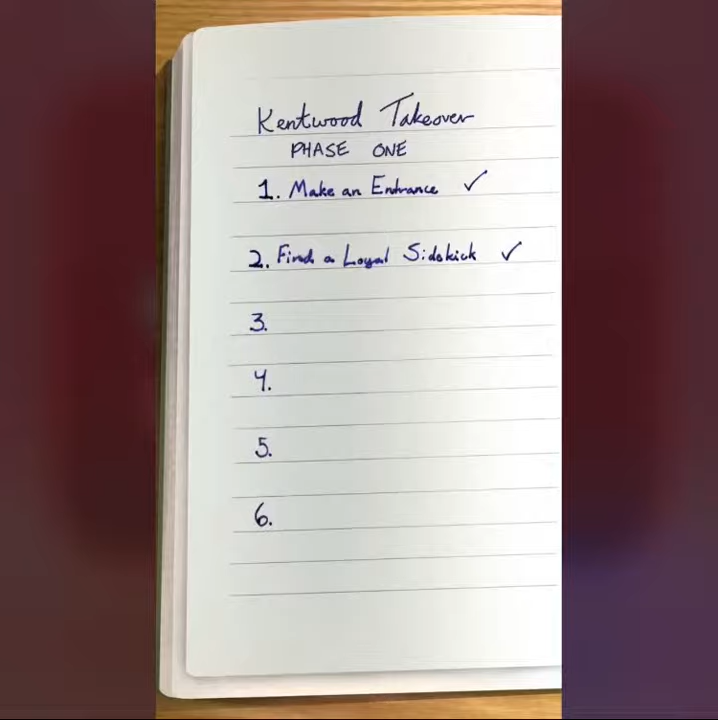 Kentwood Takeover
PHASE ONE
1. Make an Entrance ✓
2. Find a Loyal Sidekick ✓
3.
4.
5.
6.